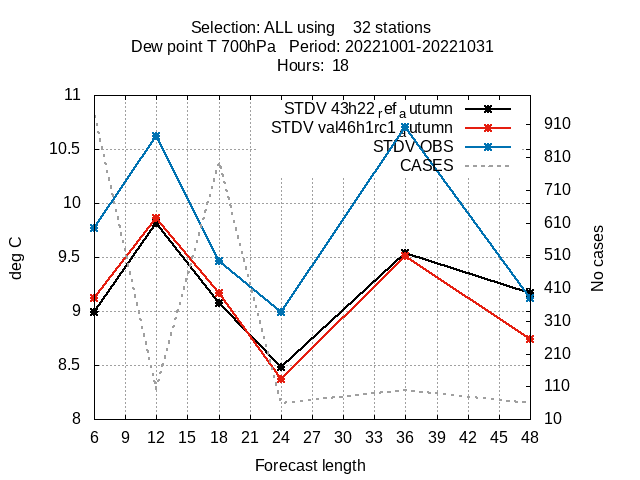 Selection: ALL using    32 stations
Dew point T 700hPa   Period: 20221001-20221031
Hours:  18
STDV 43h22_ref_autumn
STDV val46h1rc1_autumn
STDV OBS
CASES
11
10.5
10
9.5
9
8.5
8
deg C
910
810
710
610
510
410
310
210
110
10
No cases
6 9 12 15 18 21 24 27 30 33 36 39 42 45 48
Forecast length